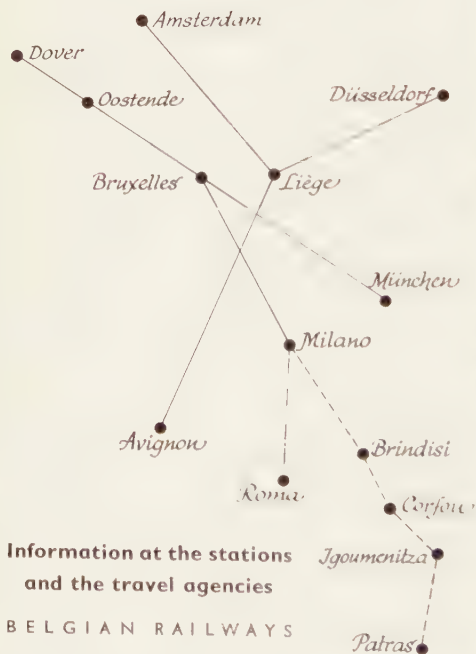 Amsterdam
Dover
Oostende
Düsseldorf
Bruxelles
Liège
München
Milano
Avignon
Brindisi
Roma
Corfou
Igoumenitza
Patras
Information at the stations
and the travel agencies
BELGIAN RAILWAYS